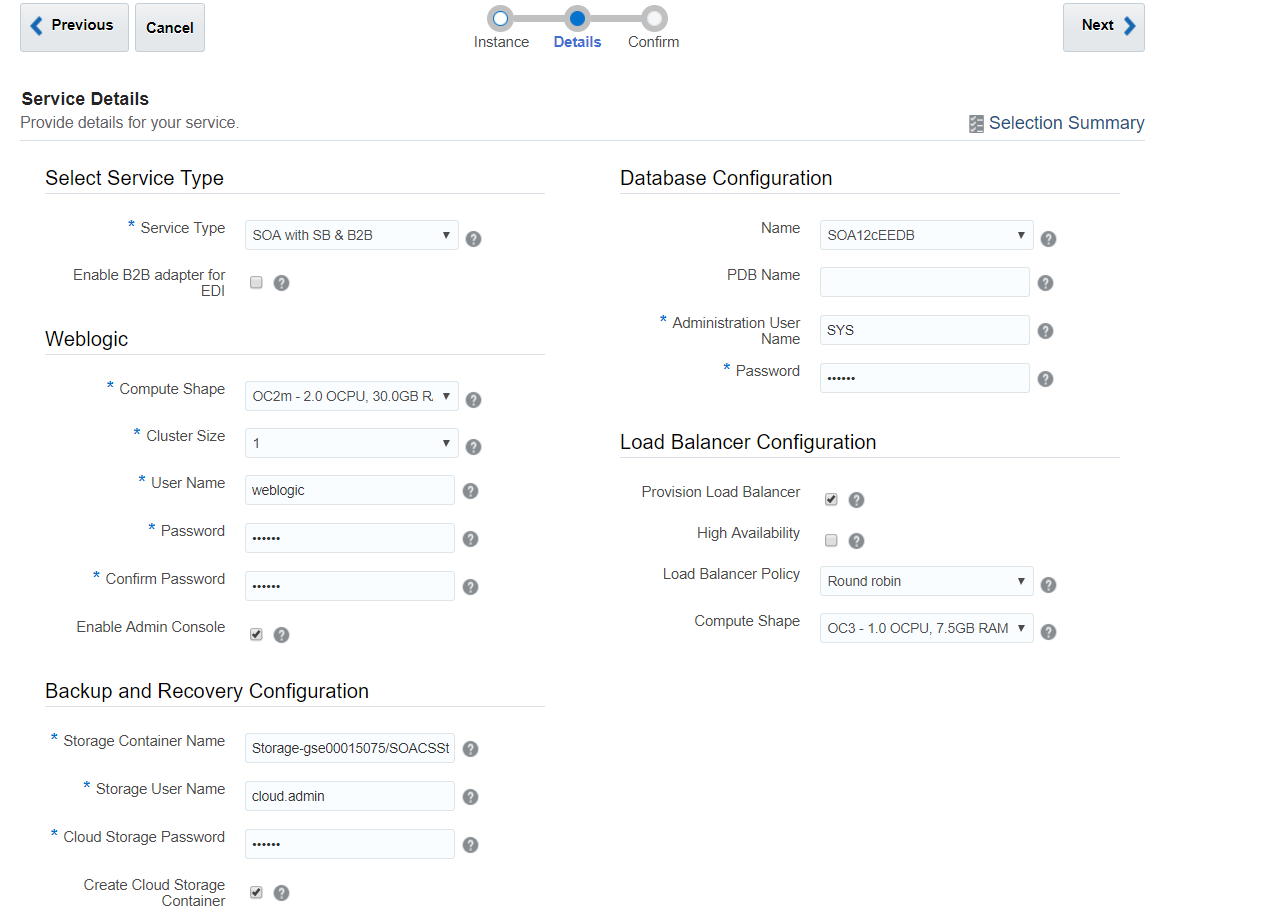 Previous
Cancel
Instance
Details
Confirm
Next
Service Details
Provide details for your service.
Selection Summary
Select Service Type
* Service Type
SOA with SB & B2B
Enable B2B adapter for
EDI
Weblogic
* Compute Shape
OC2m - 2.0 OCPU, 30.0GB R
* Cluster Size
1
* User Name
weblogic
* Password
••••••
* Confirm Password
••••••
Enable Admin Console
Backup and Recovery Configuration
* Storage Container Name
Storage-gse00015075/SOACSSt
* Storage User Name
cloud.admin
* Cloud Storage Password
••••••
Create Cloud Storage
Container
Database Configuration
Name
SOA12cEEDB
PDB Name
* Administration User
Name
SYS
* Password
••••••
Load Balancer Configuration
Provision Load Balancer
High Availability
Load Balancer Policy
Round robin
Compute Shape
OC3 - 1.0 OCPU, 7.5GB RAM